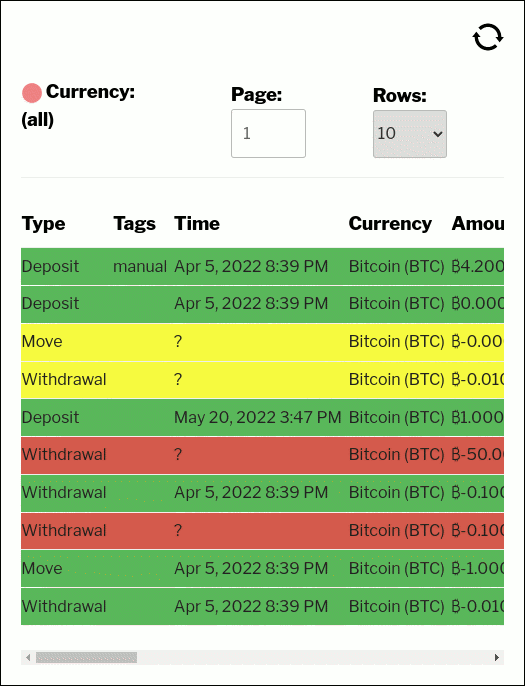 Currency:
(all)
Page:
1
Rows:
10
Type Tags Time Currency Amou
Deposit manual Apr 5, 2022 8:39 PM Bitcoin (BTC) ₿4.200
Deposit Apr 5, 2022 8:39 PM Bitcoin (BTC) ₿0.000
Move ? Bitcoin (BTC) ₿-0.00
Withdrawal ? Bitcoin (BTC) ₿-0.010
Deposit May 20, 2022 3:47 PM Bitcoin (BTC) ₿1.000
Withdrawal ? Bitcoin (BTC) ₿-50.0
Withdrawal Apr 5, 2022 8:39 PM Bitcoin (BTC) ₿-0.100
Withdrawal ? Bitcoin (BTC) ₿-0.100
Move Apr 5, 2022 8:39 PM Bitcoin (BTC) ₿-1.000
Withdrawal Apr 5, 2022 8:39 PM Bitcoin (BTC) ₿-0.010